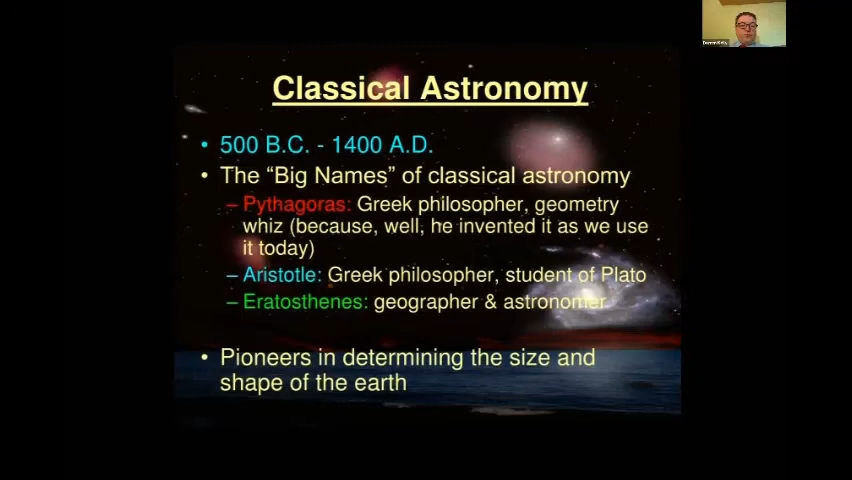 Classical Astronomy
• 500 B.C. - 1400 A.D.
• The “Big Names” of classical astronomy
– Pythagoras: Greek philosopher, geometry
whiz (because, well, he invented it as we use
it today)
– Aristotle: Greek philosopher, student of Plato
– Eratosthenes: geographer & astronomer
• Pioneers in determining the size and
shape of the earth